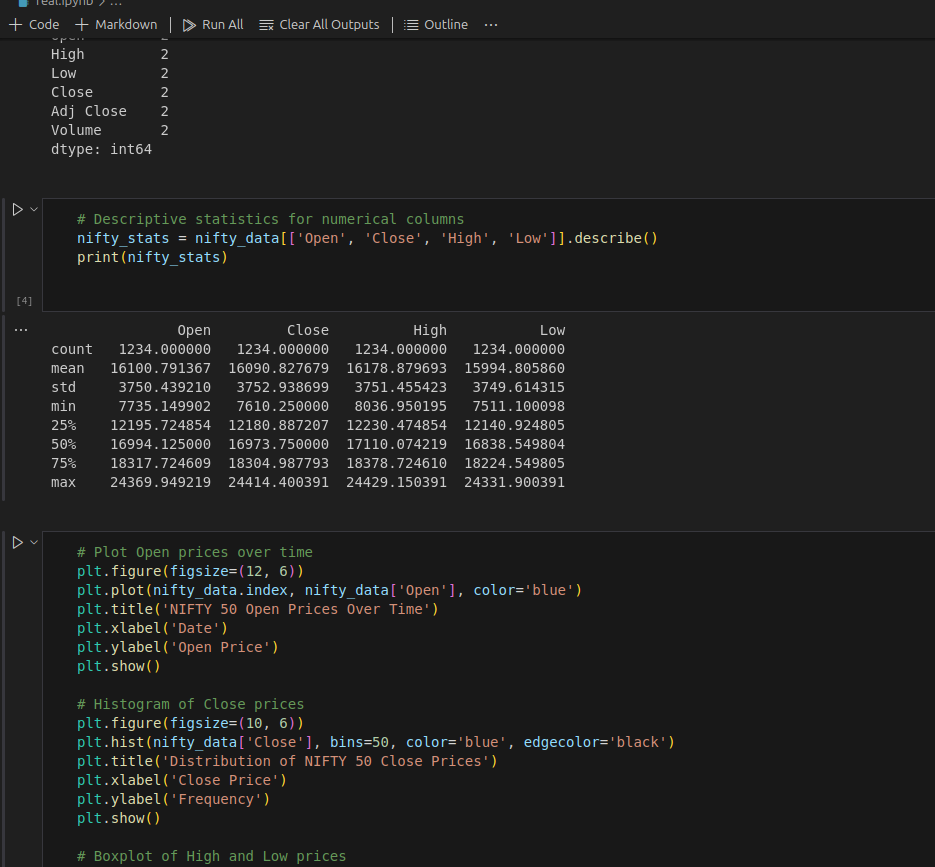 real.ipynb > ...
+ Code + Markdown | Run All Clear All Outputs | Outline ...
Open 2
High 2
Low 2
Close 2
Adj Close 2
Volume 2
dtype: int64
# Descriptive statistics for numerical columns
nifty_stats = nifty_data[['Open', 'Close', 'High', 'Low']].describe()
print(nifty_stats)
[4]
...
Open Close High Low
count 1234.000000 1234.000000 1234.000000 1234.000000
mean 16100.791367 16090.827679 16178.879693 15994.805860
std 3750.439210 3752.938699 3751.455423 3749.614315
min 7735.149902 7610.250000 8036.950195 7511.100098
25% 12195.724854 12180.887207 12230.474854 12140.924805
50% 16994.125000 16973.750000 17110.074219 16838.549804
75% 18317.724609 18304.987793 18378.724610 18224.549805
max 24369.949219 24414.400391 24429.150391 24331.900391
# Plot Open prices over time
plt.figure(figsize=(12, 6))
plt.plot(nifty_data.index, nifty_data['Open'], color='blue')
plt.title('NIFTY 50 Open Prices Over Time')
plt.xlabel('Date')
plt.ylabel('Open Price')
plt.show()
# Histogram of Close prices
plt.figure(figsize=(10, 6))
plt.hist(nifty_data['Close'], bins=50, color='blue', edgecolor='black')
plt.title('Distribution of NIFTY 50 Close Prices')
plt.xlabel('Close Price')
plt.ylabel('Frequency')
plt.show()
# Boxplot of High and Low prices